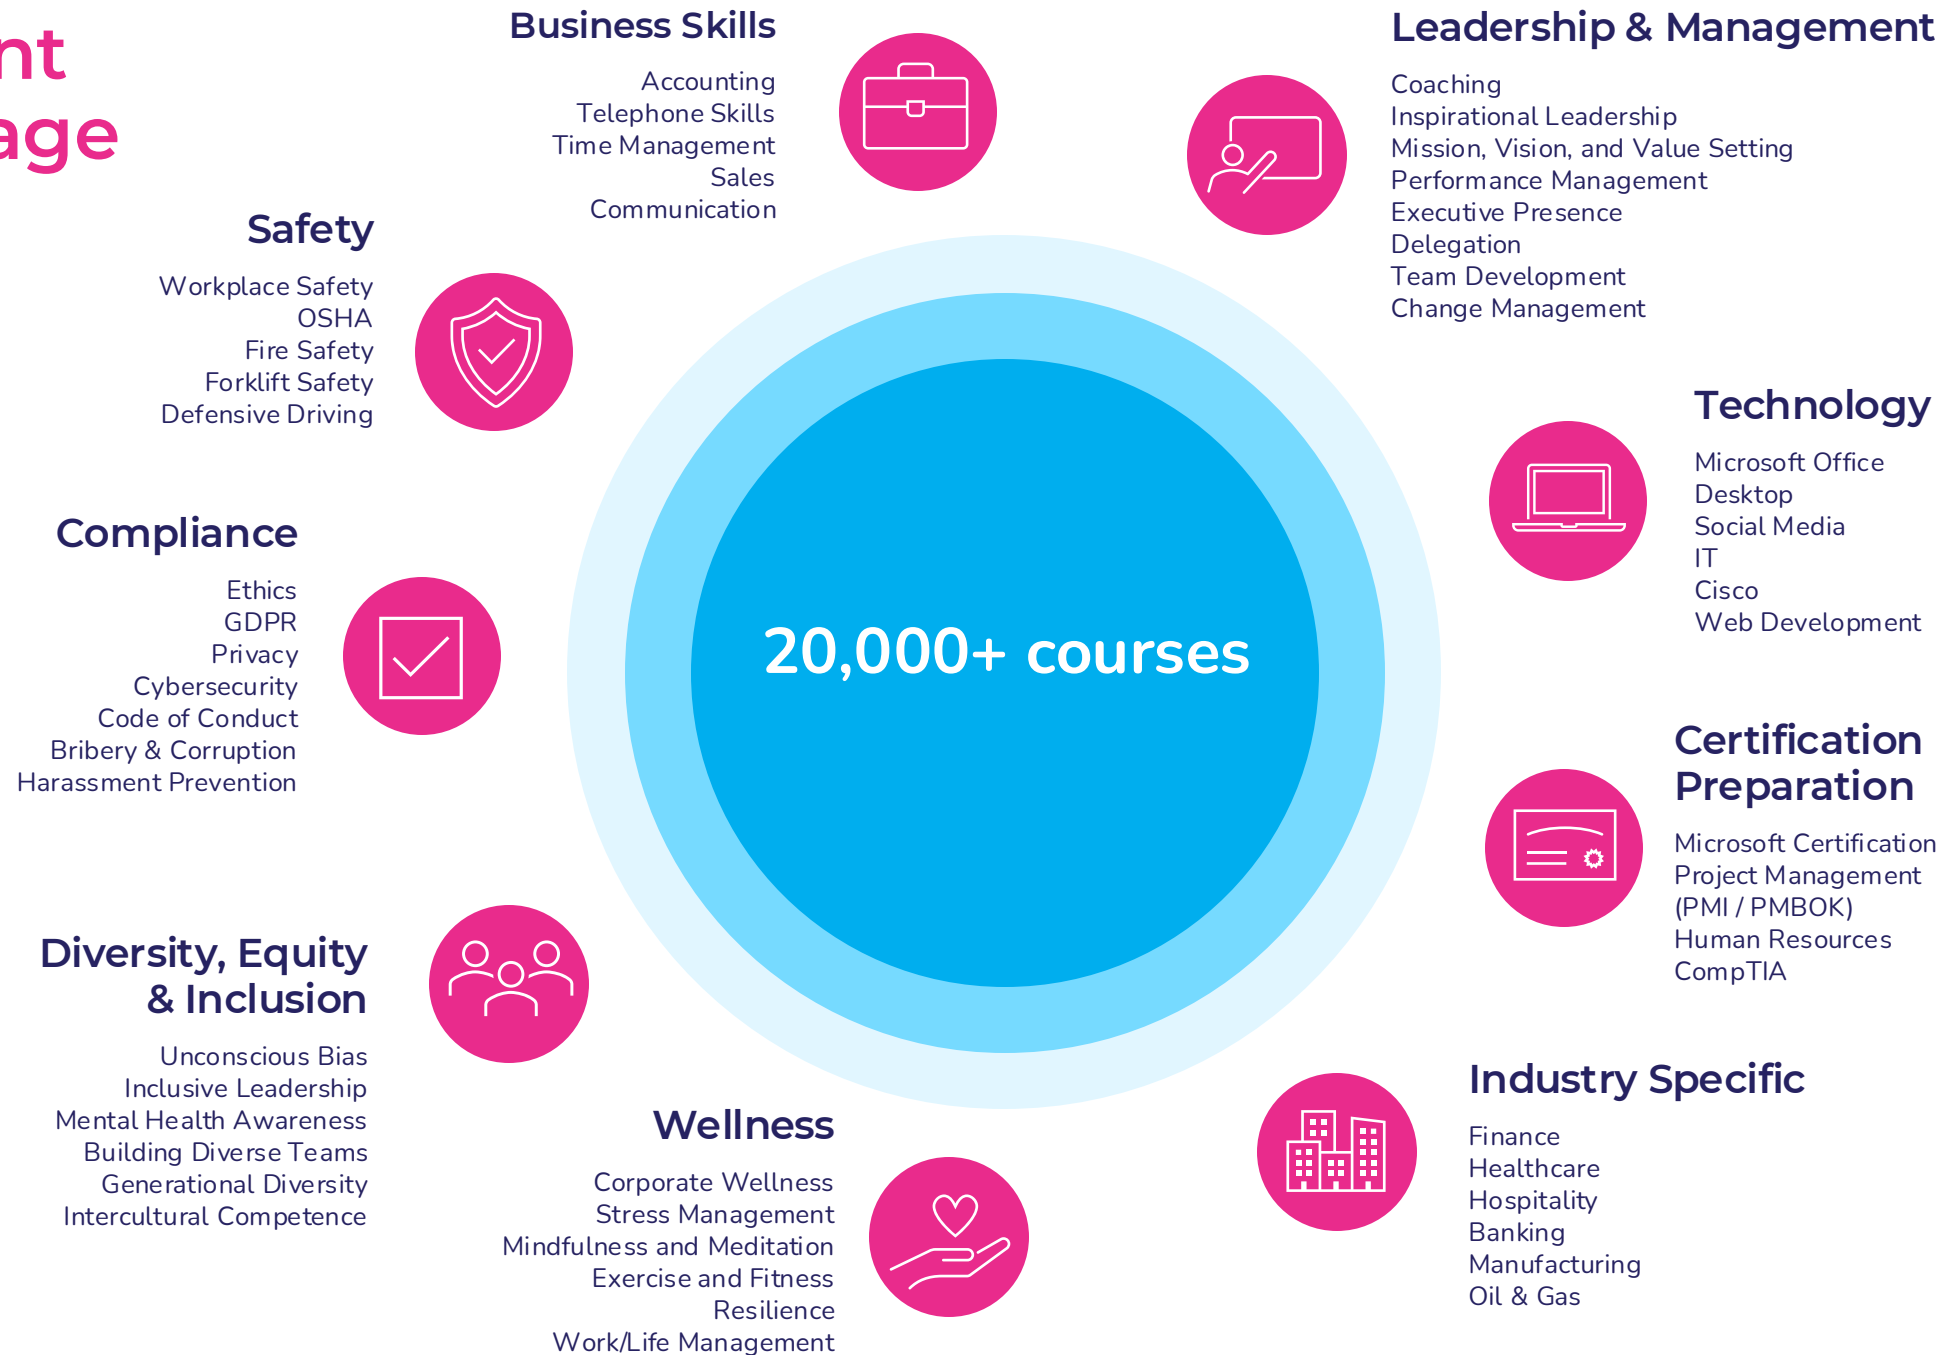 nt
age
Business Skills
Accounting
Telephone Skills
Time Management
Sales
Communication
Leadership & Management
Coaching
Inspirational Leadership
Mission, Vision, and Value Setting
Performance Management
Executive Presence
Delegation
Team Development
Change Management
Safety
Workplace Safety
OSHA
Fire Safety
Forklift Safety
Defensive Driving
Technology
Microsoft Office
Desktop
Social Media
IT
Cisco
Web Development
Compliance
Ethics
GDPR
Privacy
Cybersecurity
Code of Conduct
Bribery & Corruption
Harassment Prevention
20,000+ courses
Certification
Preparation
Microsoft Certification
Project Management
(PMI / PMBOK)
Human Resources
CompTIA
Diversity, Equity
& Inclusion
Unconscious Bias
Inclusive Leadership
Mental Health Awareness
Building Diverse Teams
Generational Diversity
Intercultural Competence
Wellness
Corporate Wellness
Stress Management
Mindfulness and Meditation
Exercise and Fitness
Resilience
Work/Life Management
Industry Specific
Finance
Healthcare
Hospitality
Banking
Manufacturing
Oil & Gas